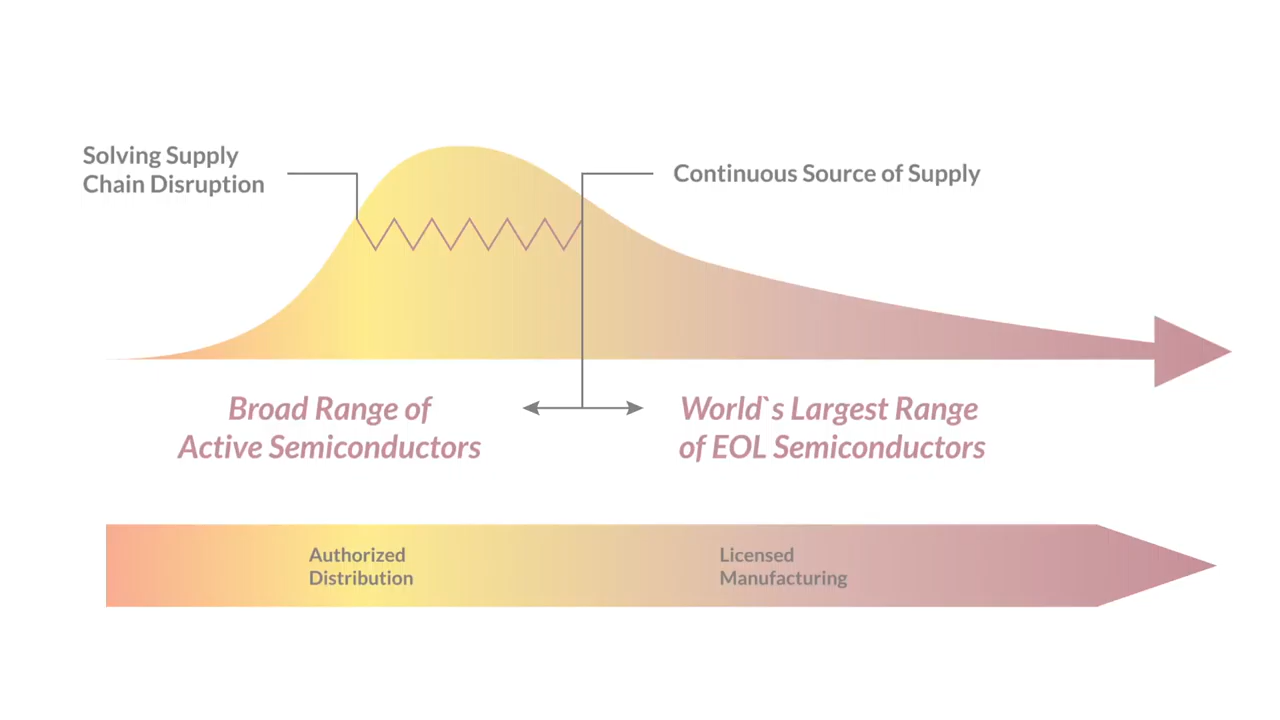 Solving Supply
Chain Disruption
Continuous Source of Supply
Broad Range of
Active Semiconductors
World`s Largest Range
of EOL Semiconductors
Authorized
Distribution
Licensed
Manufacturing